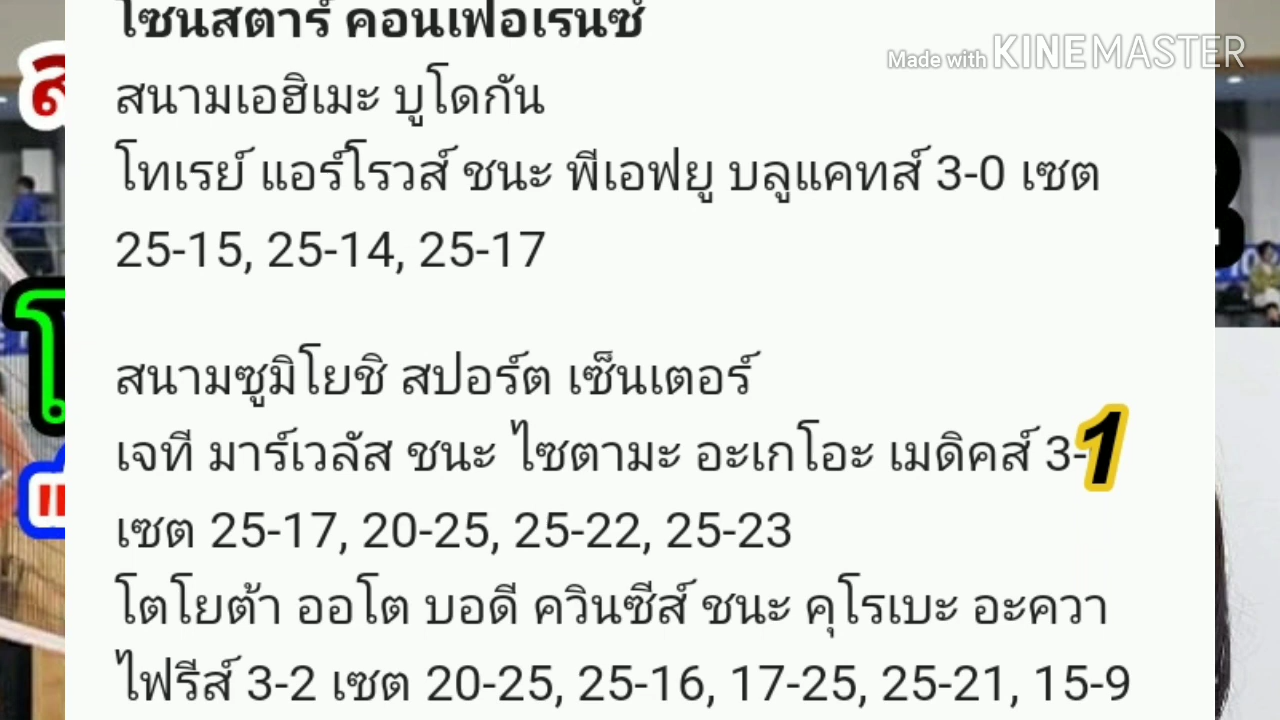 โซนสตาร์ คอนเฟอเรนซ์
Made with KINEMASTER
สนามเอฮิเมะ บูโดกัน
โทเรย์ แอร์โรวส์ ชนะ พีเอฟยู บลูแคทส์ 3-0 เซต
25-15, 25-14, 25-17
สนามซูมิโยชิ สปอร์ต เซ็นเตอร์
เจที มาร์เวลัส ชนะ ไซตามะ อะเกโอะ เมดิคส์ 3-1
เซต 25-17, 20-25, 25-22, 25-23
โตโยต้า ออโต บอดี ควินซีส์ ชนะ คุโรเบะ อะควา
ไฟรีส์ 3-2 เซต 20-25, 25-16, 17-25, 25-21, 15-9